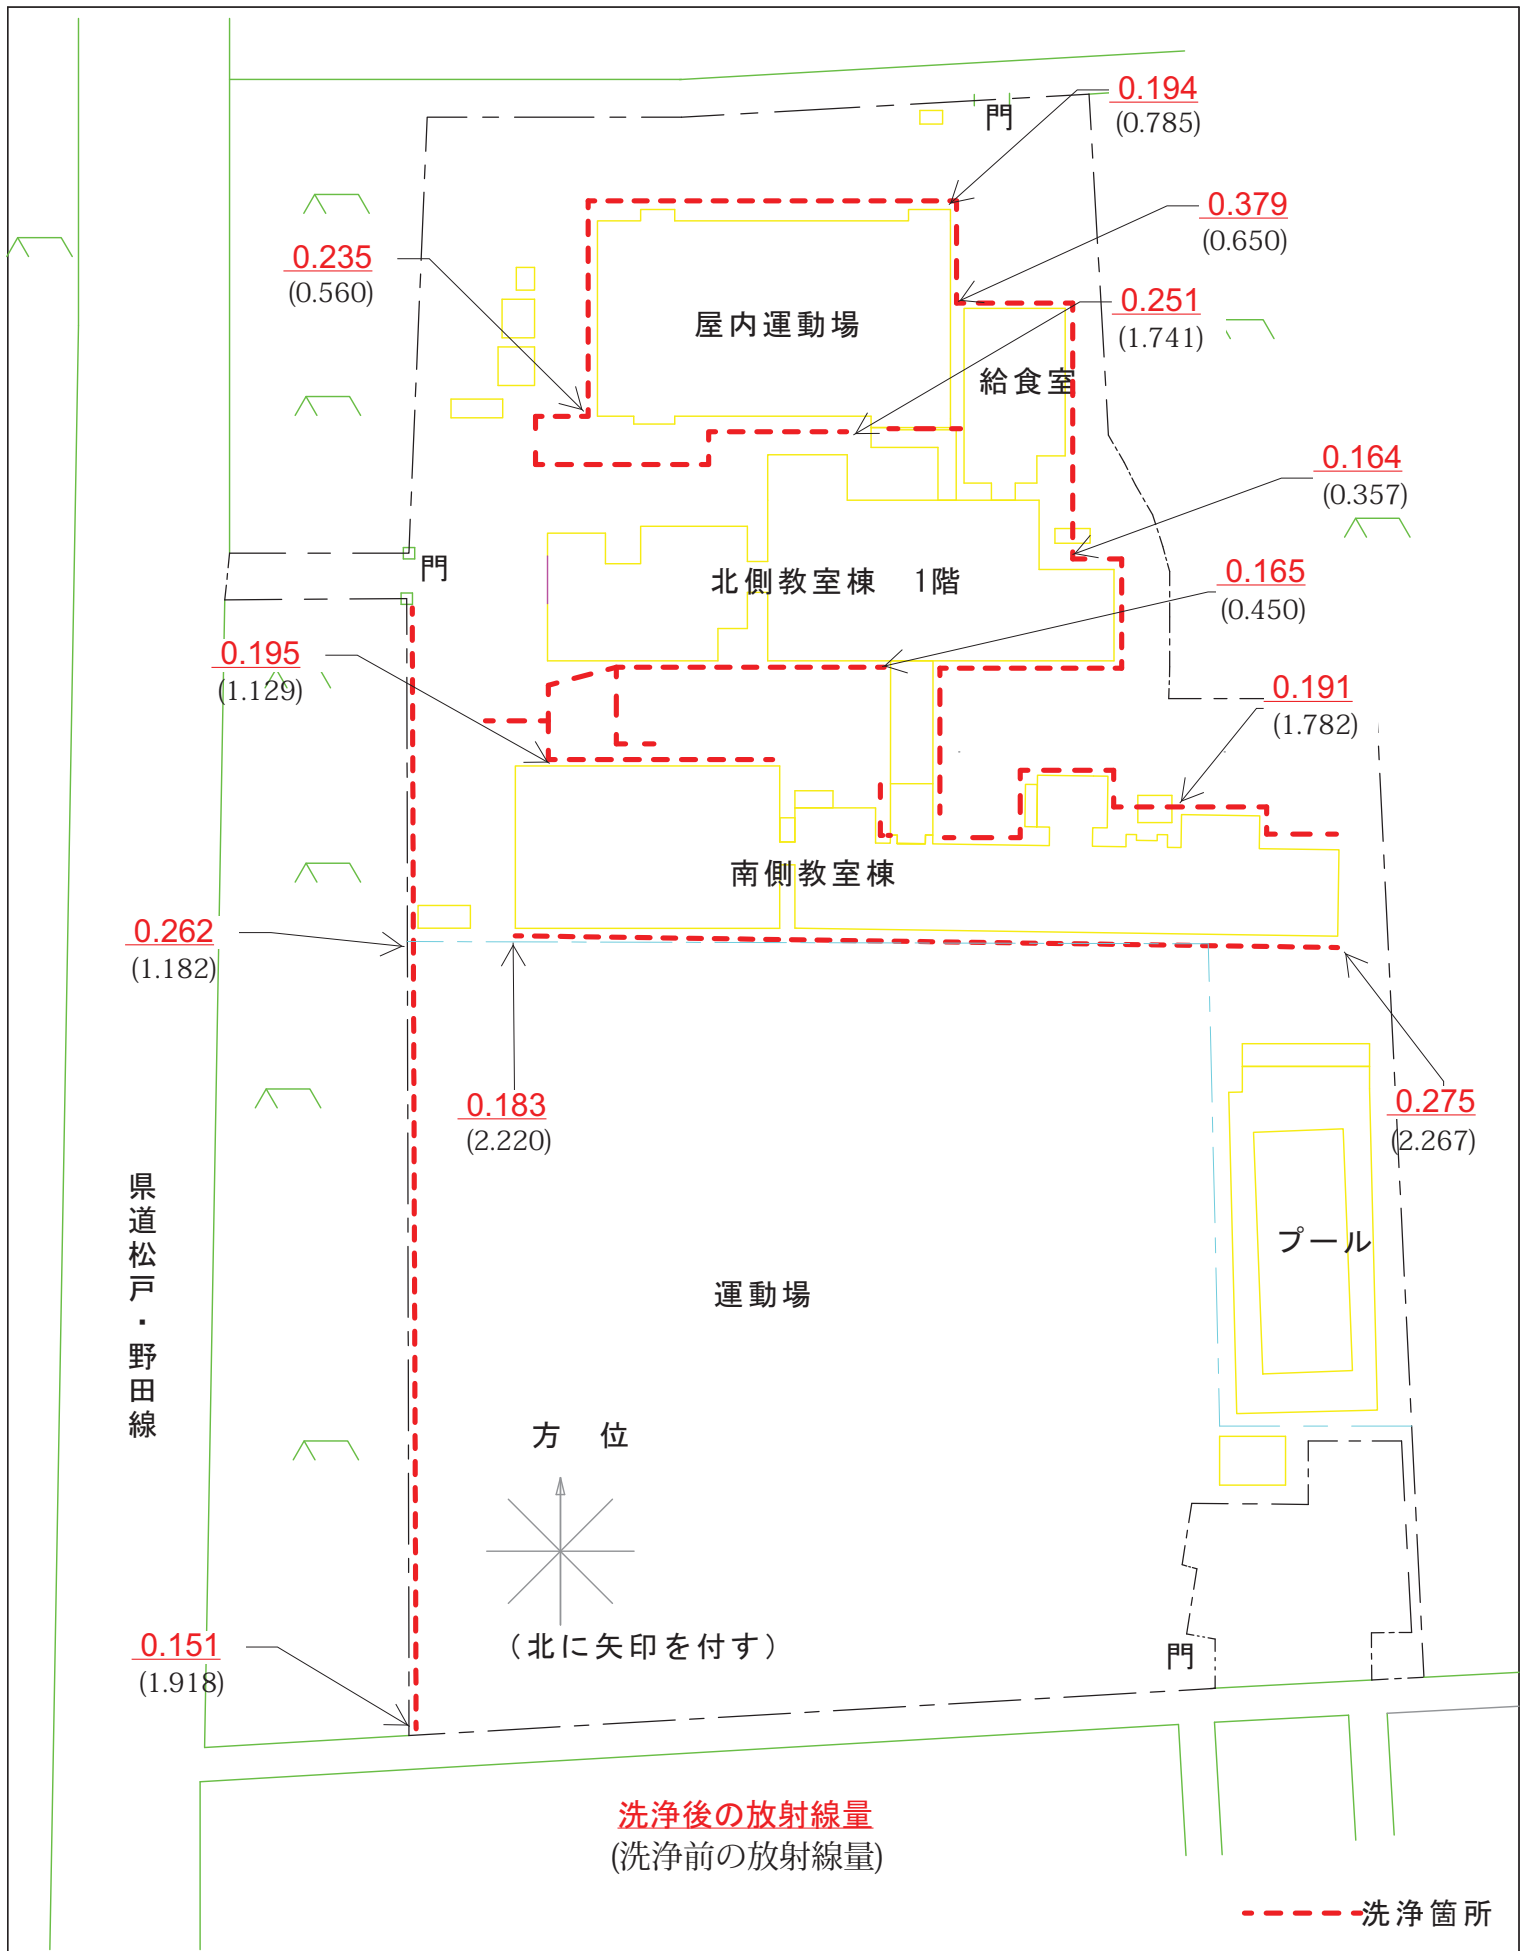 0.194
(0.785)
門
0.379
(0.650)
0.235
(0.560)
0.251
(1.741)
屋内運動場
給食室
0.164
(0.357)
門
北側教室棟　1階
0.165
(0.450)
0.195
(1.129)
0.191
(1.782)
南側教室棟
0.262
(1.182)
0.183
(2.220)
0.275
(2.267)
県道松戸・野田線
プール
運動場
方　位
(北に矢印を付す)
0.151
(1.918)
門
洗浄後の放射線量
(洗浄前の放射線量)
洗浄箇所